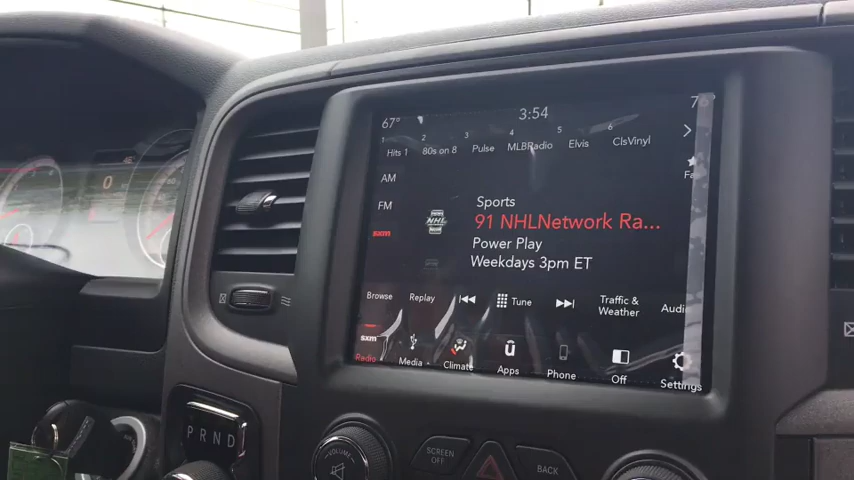 67°
3:54
1 2 3 4 5 6
Hits 1 80s on 8 Pulse MLBRadio Elvis ClsVinyl
AM
FM
sxm
Sports
91 NHLNetwork Ra...
Power Play
Weekdays 3pm ET
NHL
Browse Replay Tune Traffic & Weather Audio
sxm
Radio Media Climate Apps Phone Off Settings
0
P R N D
VOLUME
SCREEN
OFF
BACK